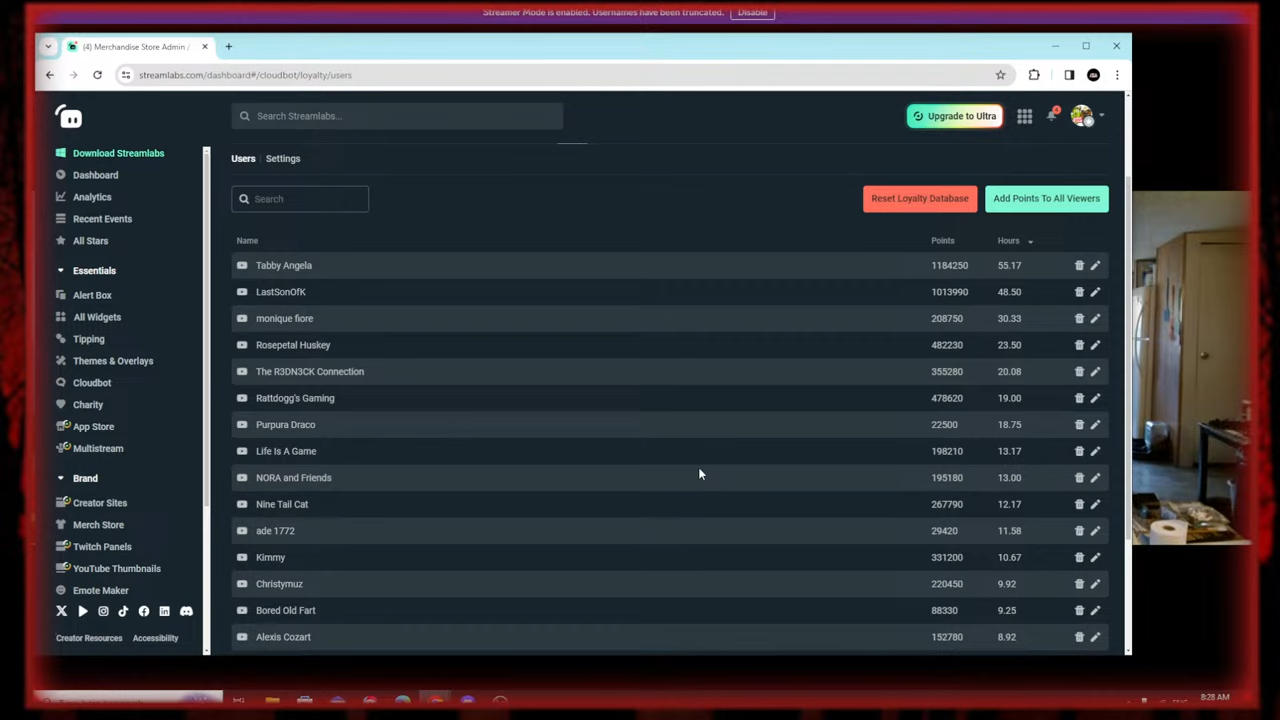 Streamer Mode is enabled. Usernames have been truncated. Disable
(4) Merchandise Store Admin /
streamlabs.com/dashboard#/cloudbot/loyalty/users
Search Streamlabs...
Upgrade to Ultra
4
Download Streamlabs
Dashboard
Analytics
Recent Events
All Stars
Essentials
Alert Box
All Widgets
Tipping
Themes & Overlays
Cloudbot
Charity
App Store
Multistream
Brand
Creator Sites
Merch Store
Twitch Panels
YouTube Thumbnails
Emote Maker
Creator Resources Accessibility
Users Settings
Search
Reset Loyalty Database Add Points To All Viewers
Name Points Hours
Tabby Angela 1184250 55.17
LastSonOfK 1013990 48.50
monique fiore 208750 30.33
Rosepetal Huskey 482230 23.50
The R3DN3CK Connection 355280 20.08
Rattdogg's Gaming 478620 19.00
Purpura Draco 22500 18.75
Life Is A Game 198210 13.17
NORA and Friends 195180 13.00
Nine Tail Cat 267790 12.17
ade 1772 29420 11.58
Kimmy 331200 10.67
Christymuz 220450 9.92
Bored Old Fart 88330 9.25
Alexis Cozart 152780 8.92
8:28 AM